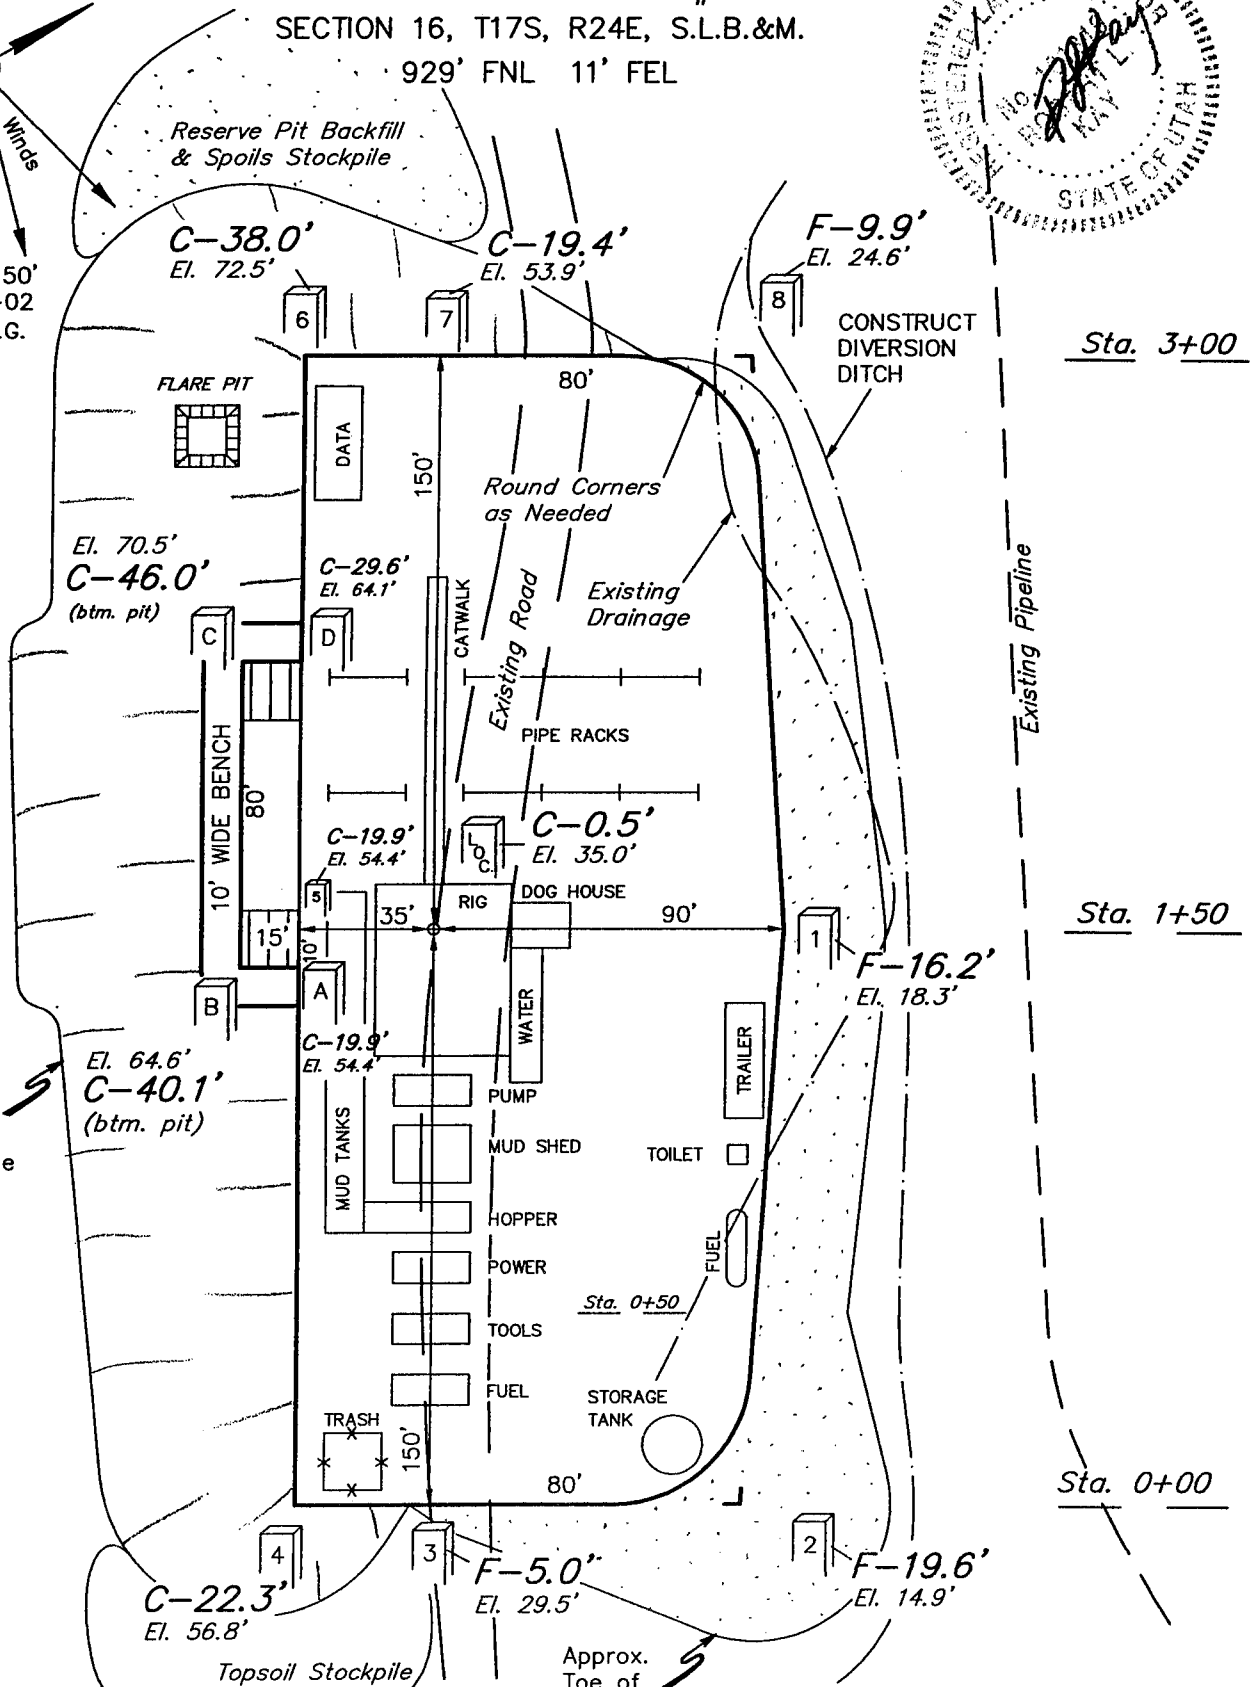 SECTION 16, T17S, R24E, S.L.B.&M.
929' FNL 11' FEL
REGISTERED LA
No.
KAY
STATE OF UTAH
Winds
Reserve Pit Backfill
& Spoils Stockpile
C-38.0'
El. 72.5'
C-19.4'
El. 53.9'
F-9.9'
El. 24.6'
50'
-02
.G.
6
7
8
CONSTRUCT
DIVERSION
DITCH
Sta. 3+00
FLARE PIT
80'
DATA
150'
Round Corners
as Needed
El. 70.5'
C-46.0'
(btm. pit)
C-29.6'
El. 64.1'
CATWALK
Existing Road
Existing
Drainage
Existing Pipeline
C
D
PIPE RACKS
10' WIDE BENCH
80'
C-19.9'
El. 54.4'
LOC.
C-0.5'
El. 35.0'
5
35'
RIG
DOG HOUSE
90'
Sta. 1+50
15'
10'
1
F-16.2'
El. 18.3'
B
A
WATER
C-19.9'
El. 54.4'
El. 64.6'
C-40.1'
(btm. pit)
TRAILER
PUMP
e
MUD TANKS
MUD SHED
TOILET
HOPPER
FUEL
POWER
Sta. 0+50
TOOLS
FUEL
STORAGE
TANK
TRASH
150'
80'
Sta. 0+00
4
3
2
C-22.3'
El. 56.8'
F-5.0'
El. 29.5'
F-19.6'
El. 14.9'
Topsoil Stockpile
Approx.
Toe of